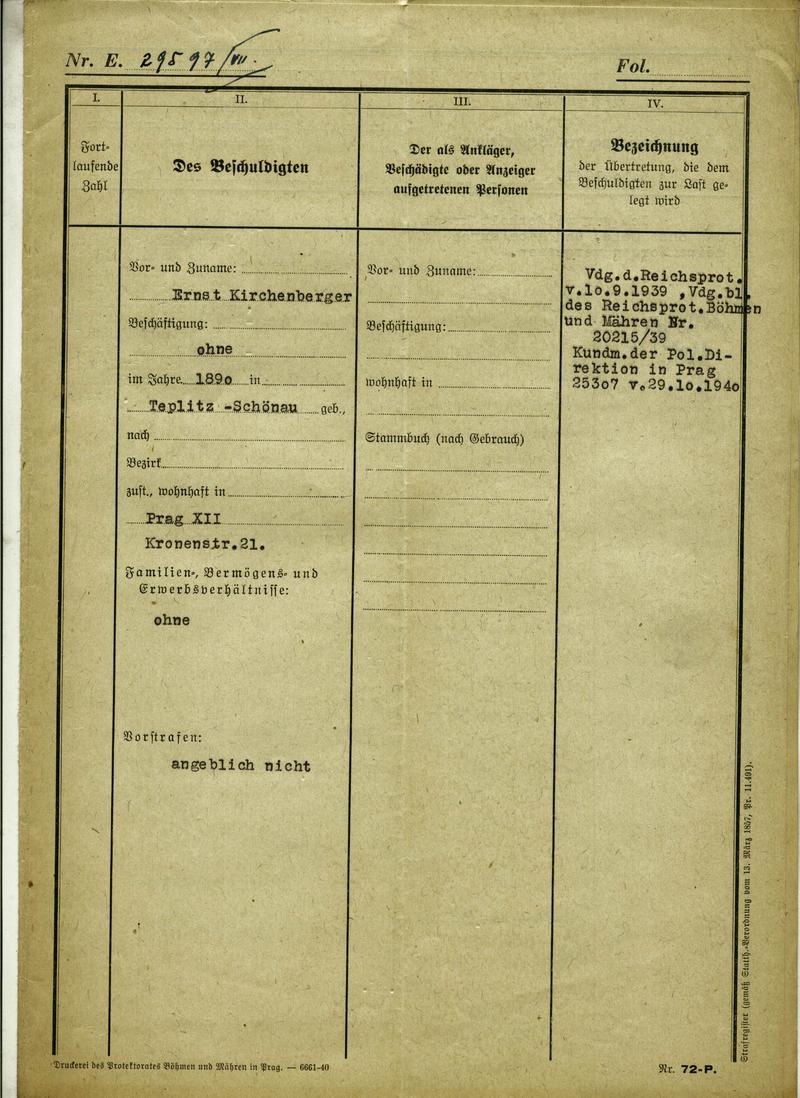 Nr. E. 29597/III.
Fol.
I.
II.
III.
IV.
Fort=
laufende
Zahl
Des Beschuldigten
Der als Ankläger,
Beschädigte oder Anzeiger
aufgetretenen Personen
Bezeichnung
der Übertretung, die dem
Beschuldigten zur Last ge=
legt wird
Vor= und Zuname:
Ernst Kirchenberger
Beschäftigung:
ohne
im Jahre 189o in
Teplitz -Schönau geb.,
nach
Bezirk
zust., wohnhaft in
Prag XII
Kronenstr.21.
Familien=, Vermögens= und
Erwerbsverhältnisse:
ohne
Vorstrafen:
angeblich nicht
Vor= und Zuname:
Beschäftigung:
wohnhaft in
Stammbuch (nach Gebrauch)
Vdg.d.Reichsprot.
v.1o.9.1939 ,Vdg.bl.
des Reichsprot.Böhmen
und Mähren Nr.
20215/39
Kundm.der Pol.Di-
rektion in Prag
253o7 v.29.1o.194o
Strafregister (gemäß Statth.=Verordnung vom 13. März 1857, Nr. 11.491).
Druckerei des Protektorates Böhmen und Mähren in Prag. — 6661-40
Nr. 72-P.